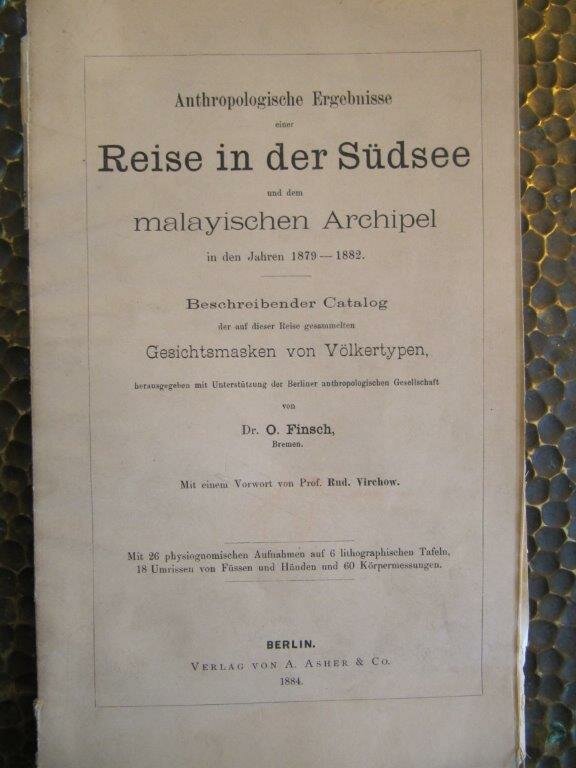 Anthropologische Ergebnisse
einer
Reise in der Südsee
und dem
malayischen Archipel
in den Jahren 1879—1882.
Beschreibender Catalog
der auf dieser Reise gesammelten
Gesichtsmasken von Völkertypen,
herausgegeben mit Unterstützung der Berliner anthropologischen Gesellschaft
von
Dr. O. Finsch,
Bremen.
Mit einem Vorwort von Prof. Rud. Virchow.
Mit 26 physiognomischen Aufnahmen auf 6 lithographischen Tafeln,
18 Umrissen von Füssen und Händen und 60 Körpermessungen.
BERLIN.
VERLAG VON A. ASHER & CO.
1884.